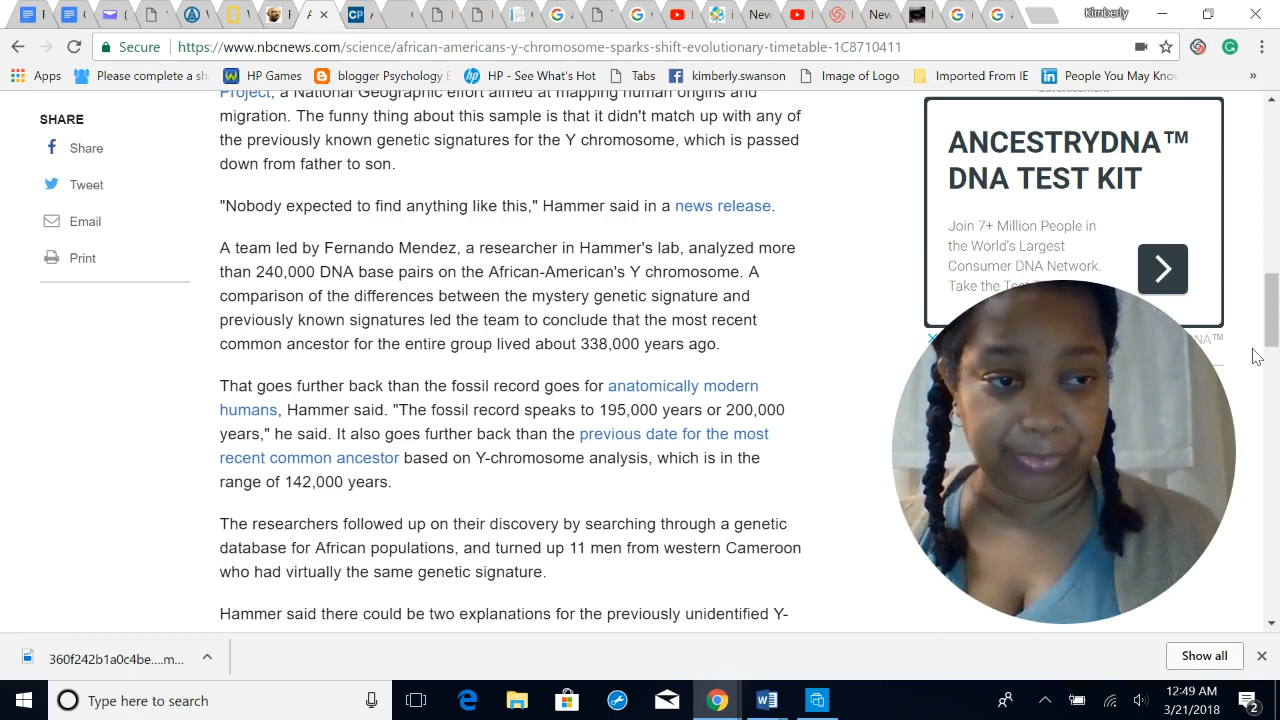 Kimberly
Secure https://www.nbcnews.com/science/african-americans-y-chromosome-sparks-shift-evolutionary-timetable-1C8710411
Apps Please complete a sh HP Games blogger Psychology E HP - See What's Hot Tabs kimberly.swanson Image of Logo Imported From IE People You May Know »
SHARE
Share
Tweet
Email
Print
Project, a National Geographic effort aimed at mapping human origins and
migration. The funny thing about this sample is that it didn't match up with any of
the previously known genetic signatures for the Y chromosome, which is passed
down from father to son.
"Nobody expected to find anything like this," Hammer said in a news release.
A team led by Fernando Mendez, a researcher in Hammer's lab, analyzed more
than 240,000 DNA base pairs on the African-American's Y chromosome. A
comparison of the differences between the mystery genetic signature and
previously known signatures led the team to conclude that the most recent
common ancestor for the entire group lived about 338,000 years ago.
That goes further back than the fossil record goes for anatomically modern
humans, Hammer said. "The fossil record speaks to 195,000 years or 200,000
years," he said. It also goes further back than the previous date for the most
recent common ancestor based on Y-chromosome analysis, which is in the
range of 142,000 years.
The researchers followed up on their discovery by searching through a genetic
database for African populations, and turned up 11 men from western Cameroon
who had virtually the same genetic signature.
Hammer said there could be two explanations for the previously unidentified Y-
advertisement
ANCESTRYDNA™
DNA TEST KIT
Join 7+ Million People in
the World's Largest
Consumer DNA Network.
Take the
NA™
360f242b1a0c4be....m...
Show all
Type here to search
12:49 AM
3/21/2018
2